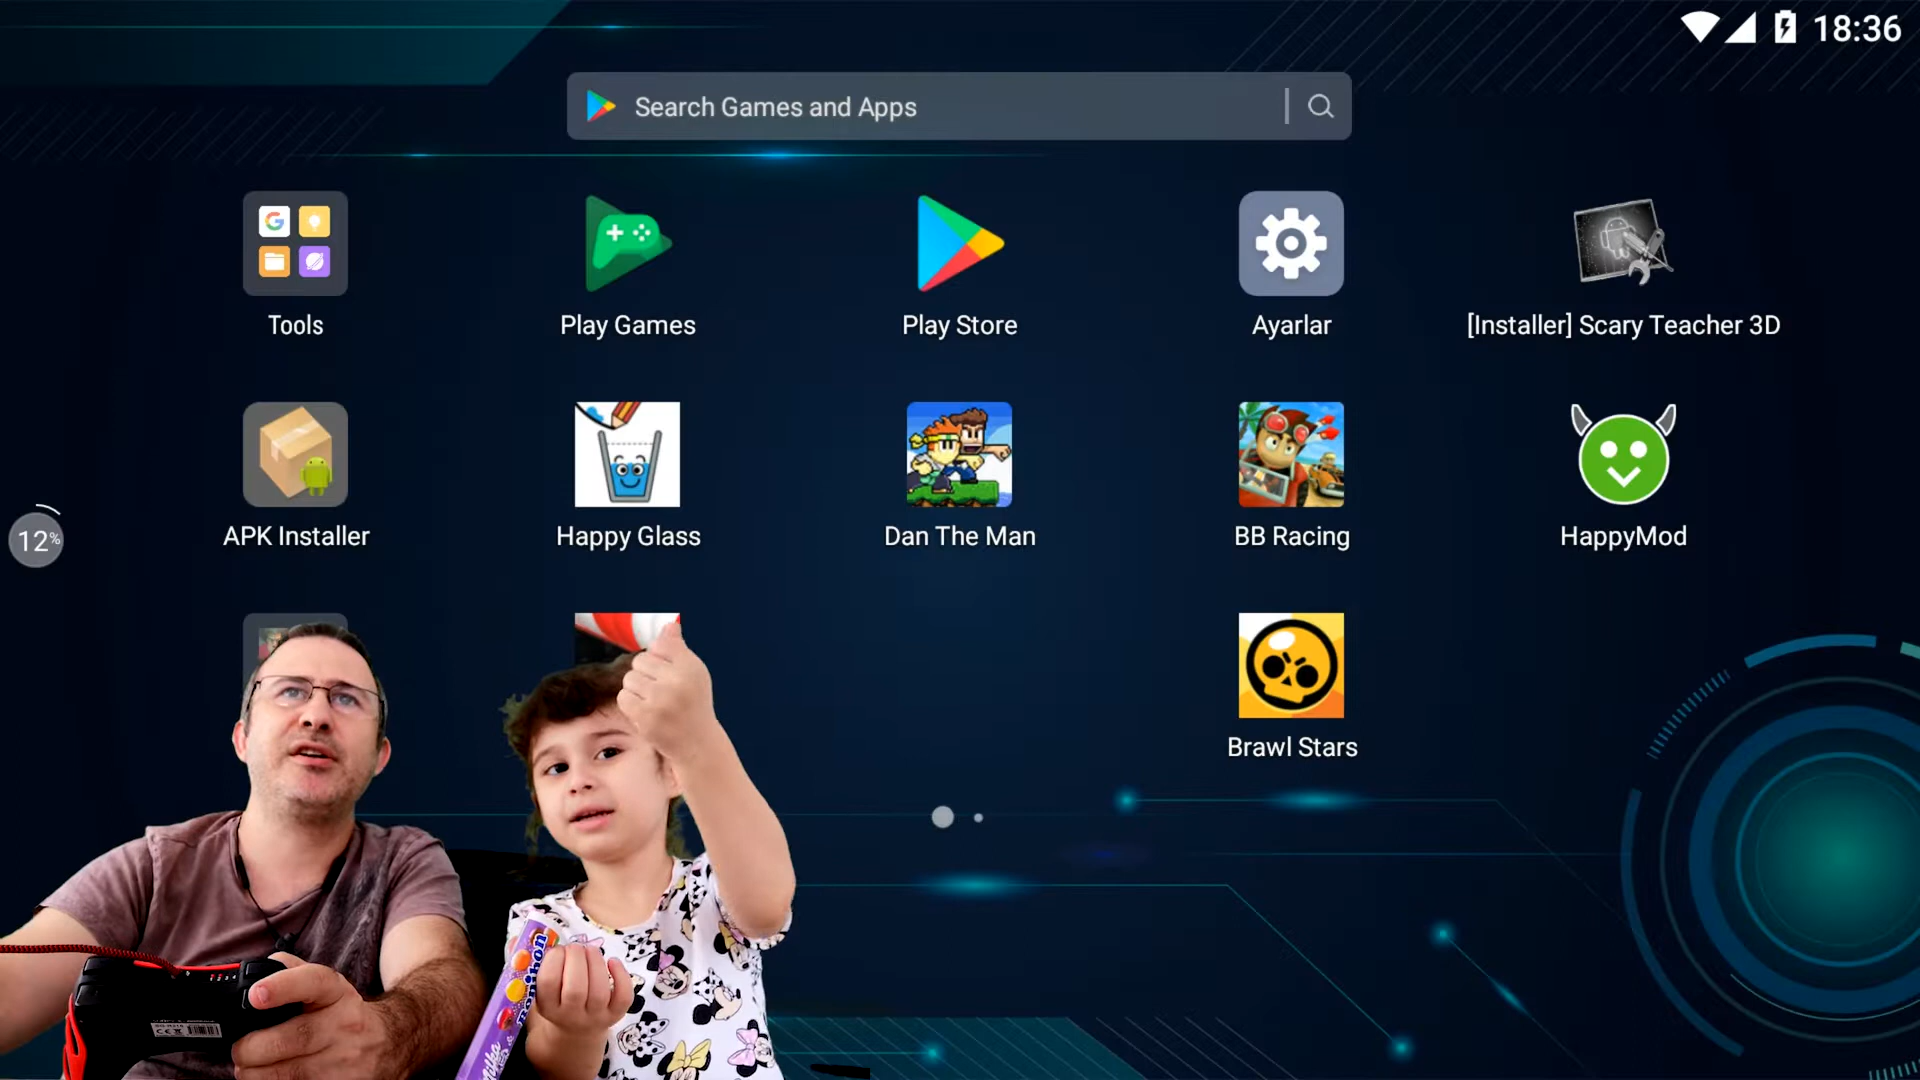 18:36
Search Games and Apps
Tools
Play Games
Play Store
Ayarlar
[Installer] Scary Teacher 3D
APK Installer
Happy Glass
Dan The Man
BB Racing
HappyMod
12%
Brawl Stars
bonibon